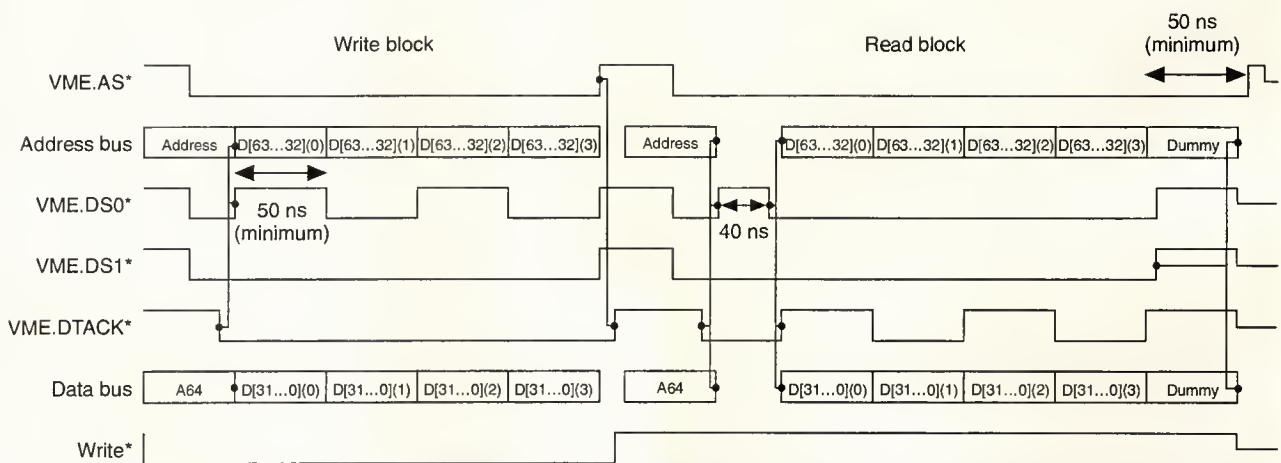 Write block
Read block
50 ns
(minimum)
VME.AS*
Address bus Address D[63...32](0) D[63...32](1) D[63...32](2) D[63...32](3) Address D[63...32](0) D[63...32](1) D[63...32](2) D[63...32](3) Dummy
VME.DS0*
50 ns
(minimum)
40 ns
VME.DS1*
VME.DTACK*
Data bus A64 D[31...0](0) D[31...0](1) D[31...0](2) D[31...0](3) A64 D[31...0](0) D[31...0](1) D[31...0](2) D[31...0](3) Dummy
Write*